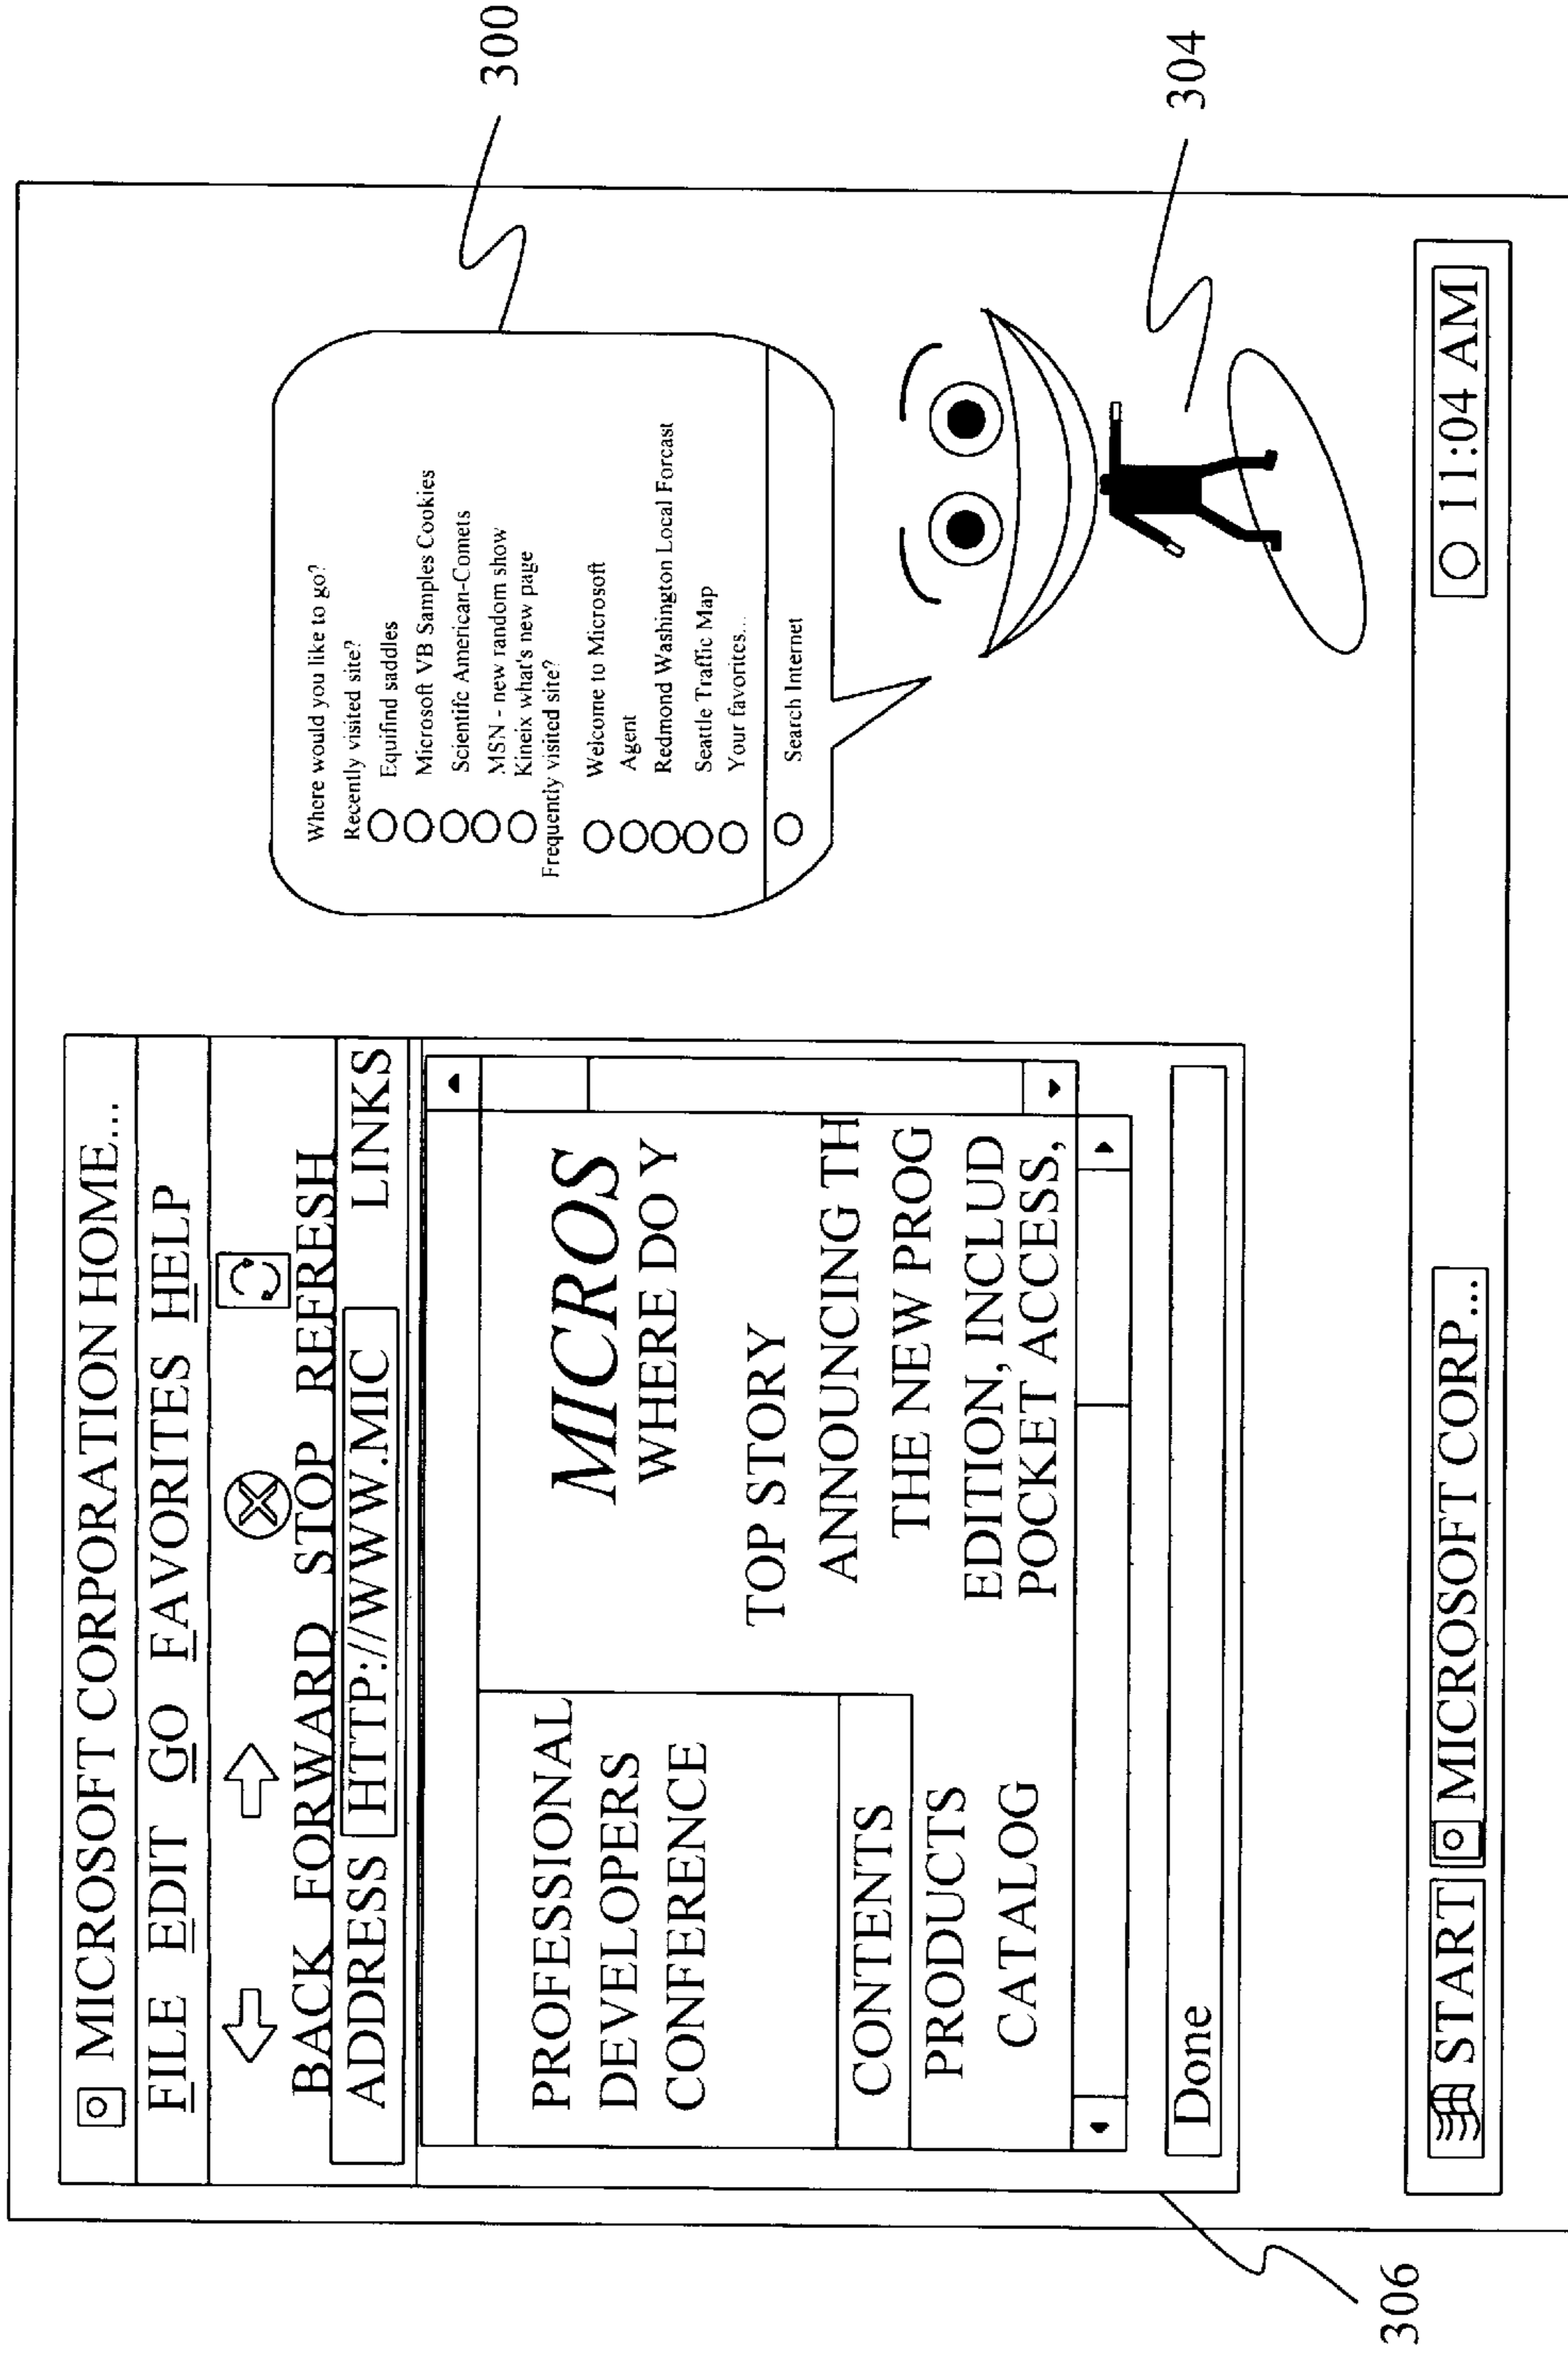 MICROSOFT CORPORATION HOME...
FILE EDIT GO FAVORITES HELP
BACK FORWARD STOP REFRESH
ADDRESS HTTP://WWW.MIC LINKS
PROFESSIONAL
DEVELOPERS
CONFERENCE
CONTENTS
PRODUCTS
CATALOG
MICROS
WHERE DO Y
TOP STORY
ANNOUNCING TH
THE NEW PROG
EDITION, INCLUD
POCKET ACCESS,
Done
306
Where would you like to go?
Recently visited site?
Equifind saddles
Microsoft VB Samples Cookies
Scientifc American-Comets
MSN - new random show
Kineix what's new page
Frequently visited site?
Welcome to Microsoft
Agent
Redmond Washington Local Forcast
Seattle Traffic Map
Your favorites...
Search Internet
300
304
START MICROSOFT CORP... 11:04 AM